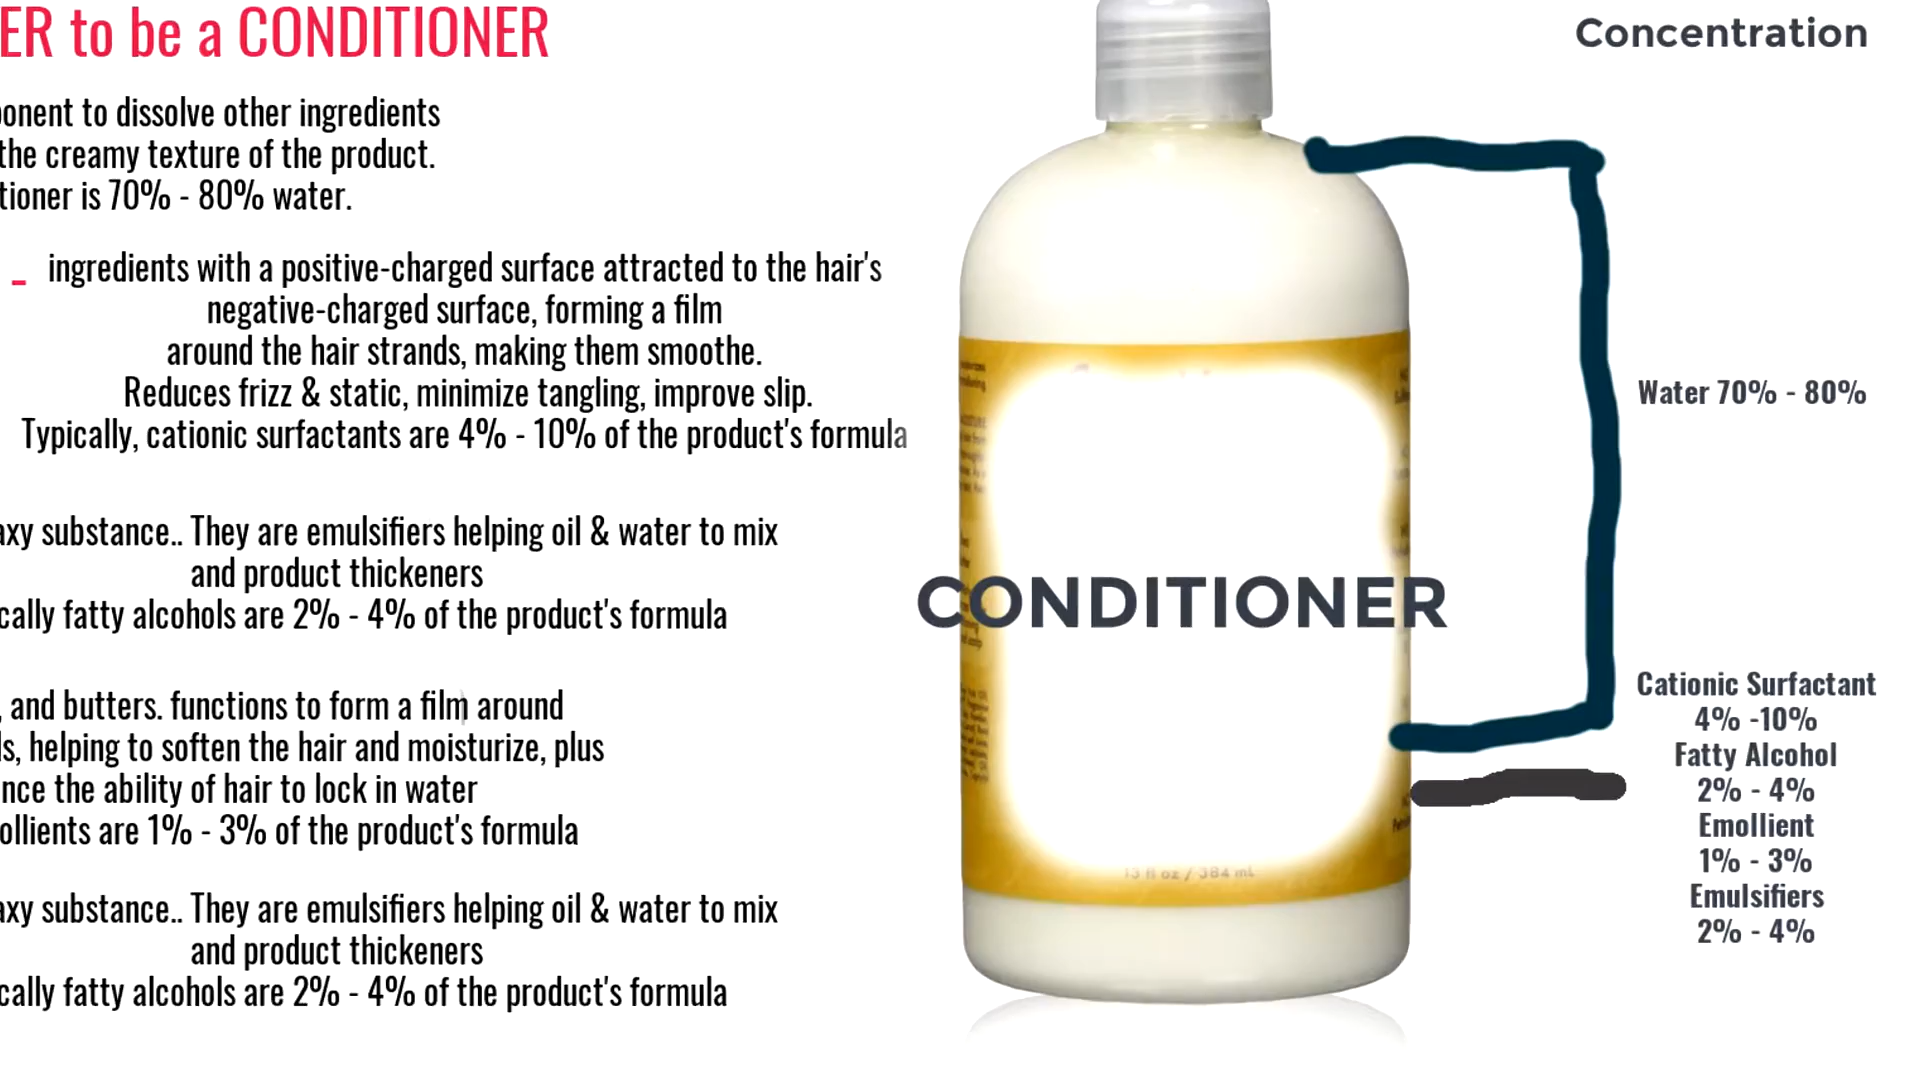 ER to be a CONDITIONER
ponent to dissolve other ingredients
the creamy texture of the product.
tioner is 70% - 80% water.
- ingredients with a positive-charged surface attracted to the hair's
negative-charged surface, forming a film
around the hair strands, making them smoothe.
Reduces frizz & static, minimize tangling, improve slip.
Typically, cationic surfactants are 4% - 10% of the product's formula
axy substance.. They are emulsifiers helping oil & water to mix
and product thickeners
cally fatty alcohols are 2% - 4% of the product's formula
, and butters. functions to form a film around
ls, helping to soften the hair and moisturize, plus
nce the ability of hair to lock in water
ollients are 1% - 3% of the product's formula
axy substance.. They are emulsifiers helping oil & water to mix
and product thickeners
cally fatty alcohols are 2% - 4% of the product's formula
CONDITIONER
13 fl oz / 384 mL
Concentration
Water 70% - 80%
Cationic Surfactant
4% -10%
Fatty Alcohol
2% - 4%
Emollient
1% - 3%
Emulsifiers
2% - 4%